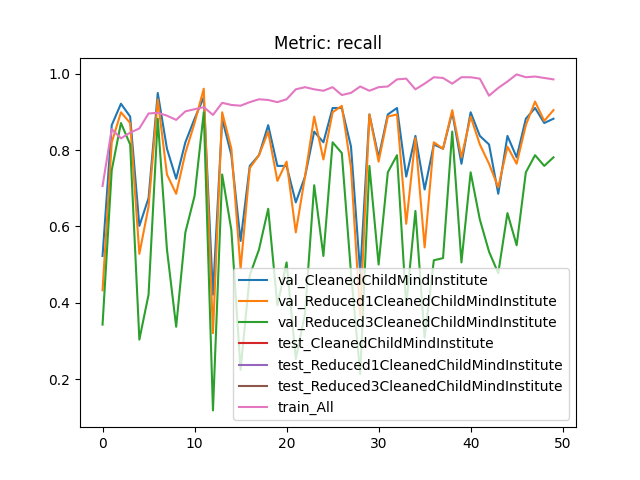 Metric: recall
1.0
0.8
0.6
0.4
0.2
val_CleanedChildMindInstitute
val_Reduced1CleanedChildMindInstitute
val_Reduced3CleanedChildMindInstitute
test_CleanedChildMindInstitute
test_Reduced1CleanedChildMindInstitute
test_Reduced3CleanedChildMindInstitute
train_All
0 10 20 30 40 50